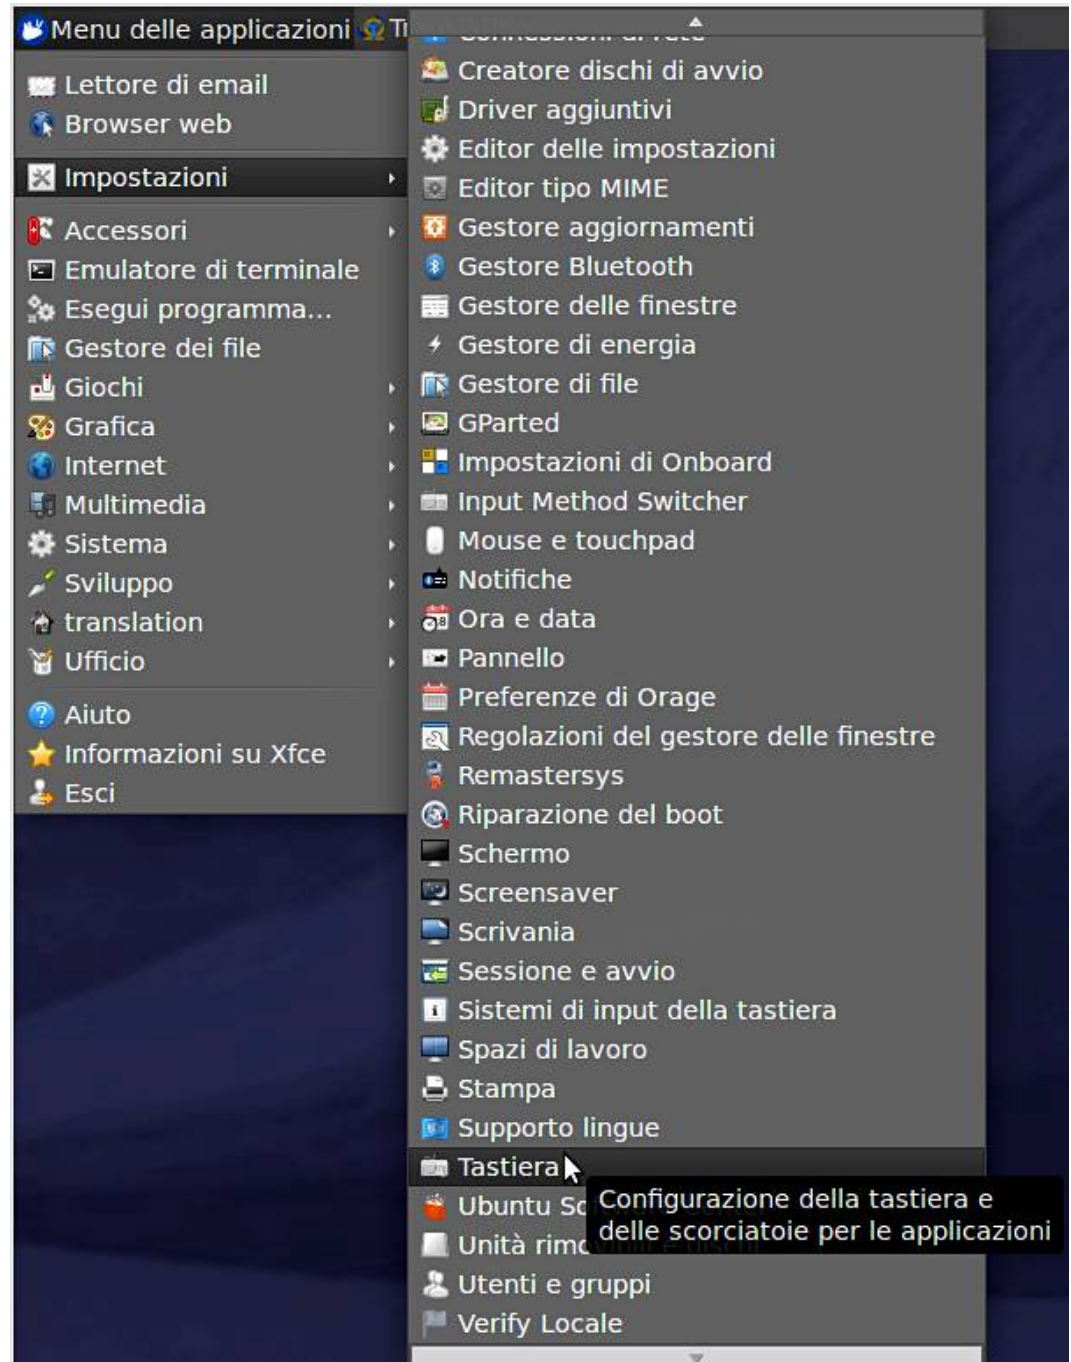 Menu delle applicazioni
Lettore di email
Browser web
Impostazioni
Accessori
Emulatore di terminale
Esegui programma...
Gestore dei file
Giochi
Grafica
Internet
Multimedia
Sistema
Sviluppo
translation
Ufficio
Aiuto
Informazioni su Xfce
Esci
Connessioni di rete
Creatore dischi di avvio
Driver aggiuntivi
Editor delle impostazioni
Editor tipo MIME
Gestore aggiornamenti
Gestore Bluetooth
Gestore delle finestre
Gestore di energia
Gestore di file
GParted
Impostazioni di Onboard
Input Method Switcher
Mouse e touchpad
Notifiche
Ora e data
Pannello
Preferenze di Orage
Regolazioni del gestore delle finestre
Remastersys
Riparazione del boot
Schermo
Screensaver
Scrivania
Sessione e avvio
Sistemi di input della tastiera
Spazi di lavoro
Stampa
Supporto lingue
Tastiera
Configurazione della tastiera e
delle scorciatoie per le applicazioni
Ubuntu
Unità
Utenti e gruppi
Verify Locale